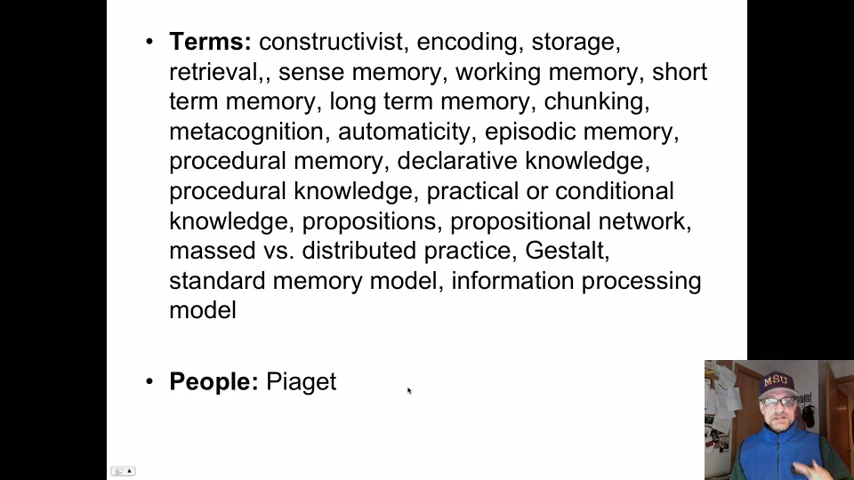 • Terms: constructivist, encoding, storage,
retrieval,, sense memory, working memory, short
term memory, long term memory, chunking,
metacognition, automaticity, episodic memory,
procedural memory, declarative knowledge,
procedural knowledge, practical or conditional
knowledge, propositions, propositional network,
massed vs. distributed practice, Gestalt,
standard memory model, information processing
model
• People: Piaget
MSU